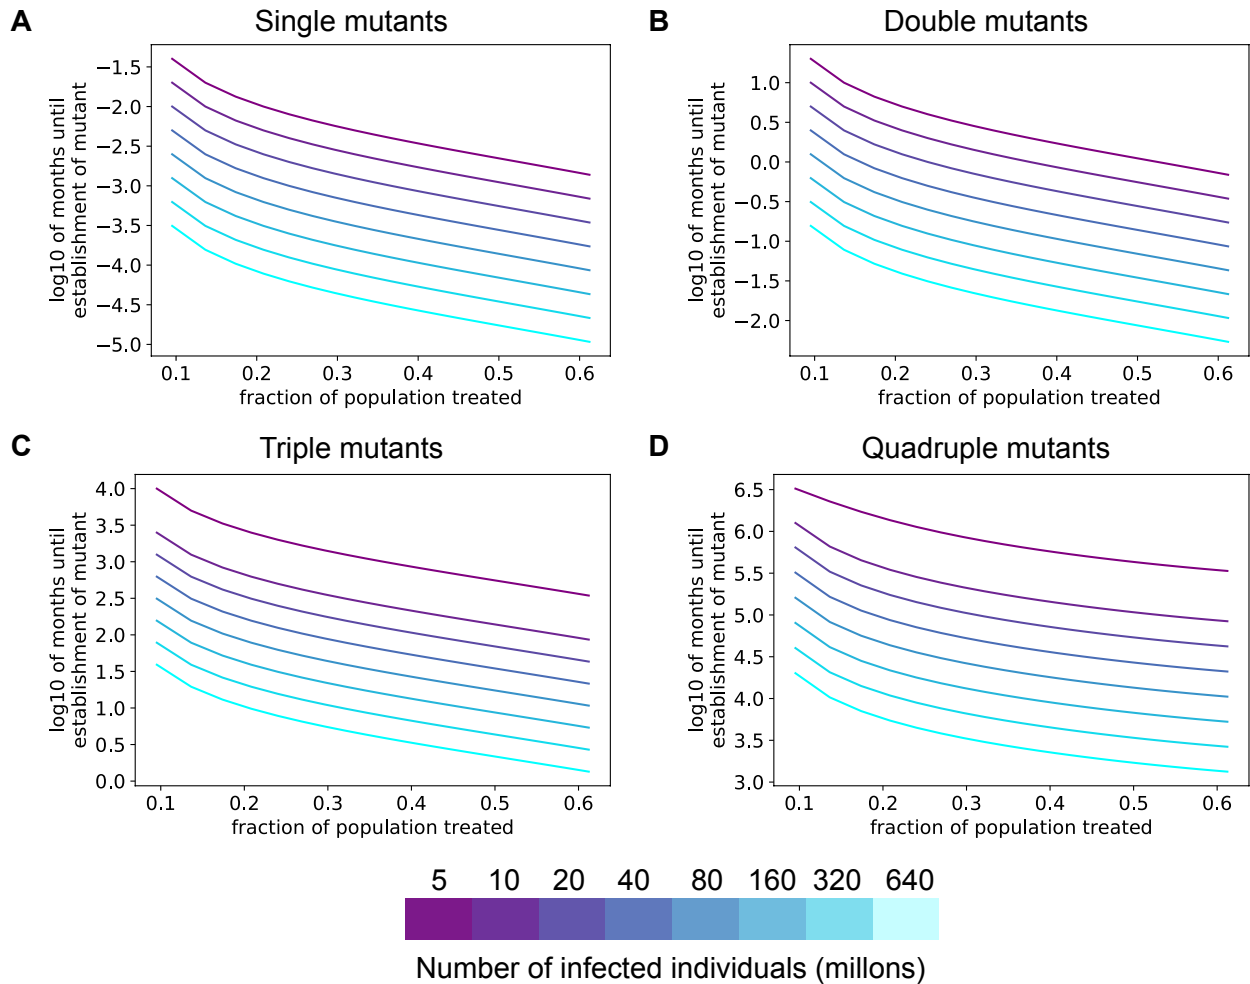 A
Single mutants
log10 of months until
establishment of mutant
−1.5
−2.0
−2.5
−3.0
−3.5
−4.0
−4.5
−5.0
0.1 0.2 0.3 0.4 0.5 0.6
fraction of population treated
B
Double mutants
log10 of months until
establishment of mutant
1.0
0.5
0.0
−0.5
−1.0
−1.5
−2.0
0.1 0.2 0.3 0.4 0.5 0.6
fraction of population treated
C
Triple mutants
log10 of months until
establishment of mutant
4.0
3.5
3.0
2.5
2.0
1.5
1.0
0.5
0.0
0.1 0.2 0.3 0.4 0.5 0.6
fraction of population treated
D
Quadruple mutants
log10 of months until
establishment of mutant
6.5
6.0
5.5
5.0
4.5
4.0
3.5
3.0
0.1 0.2 0.3 0.4 0.5 0.6
fraction of population treated
5 10 20 40 80 160 320 640
Number of infected individuals (millons)